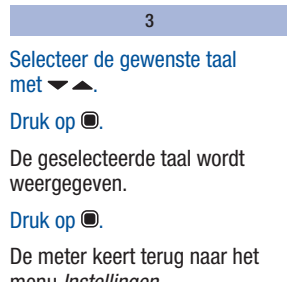 3
Selecteer de gewenste taal
met
Druk op
De geselecteerde taal wordt
weergegeven.
Druk op
De meter keert terug naar het
menu Instellingen